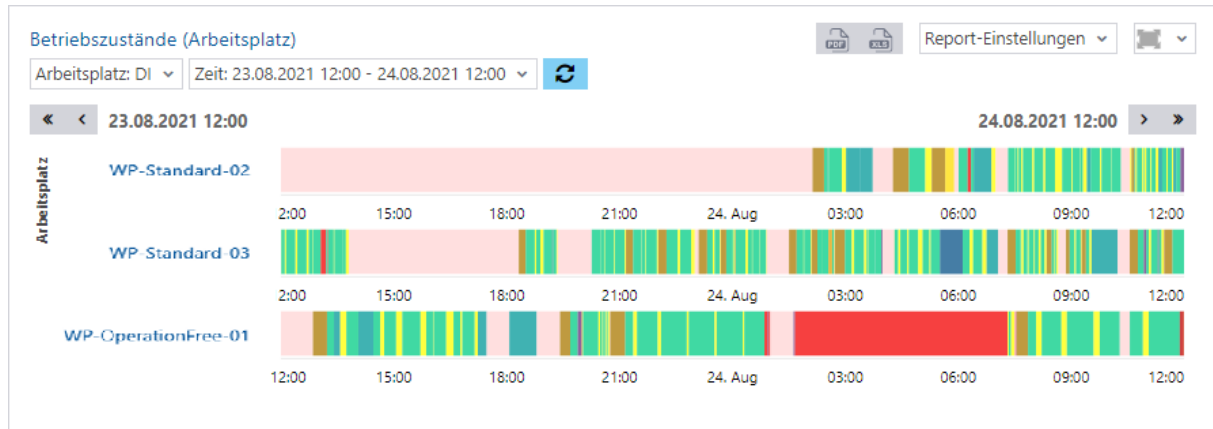 Betriebszustände (Arbeitsplatz)
PDF XLS Report-Einstellungen
Arbeitsplatz: DI Zeit: 23.08.2021 12:00 - 24.08.2021 12:00
23.08.2021 12:00 24.08.2021 12:00
Arbeitsplatz
WP-Standard-02
2:00 15:00 18:00 21:00 24. Aug 03:00 06:00 09:00 12:00
WP-Standard-03
2:00 15:00 18:00 21:00 24. Aug 03:00 06:00 09:00 12:00
WP-OperationFree-01
12:00 15:00 18:00 21:00 24. Aug 03:00 06:00 09:00 12:00